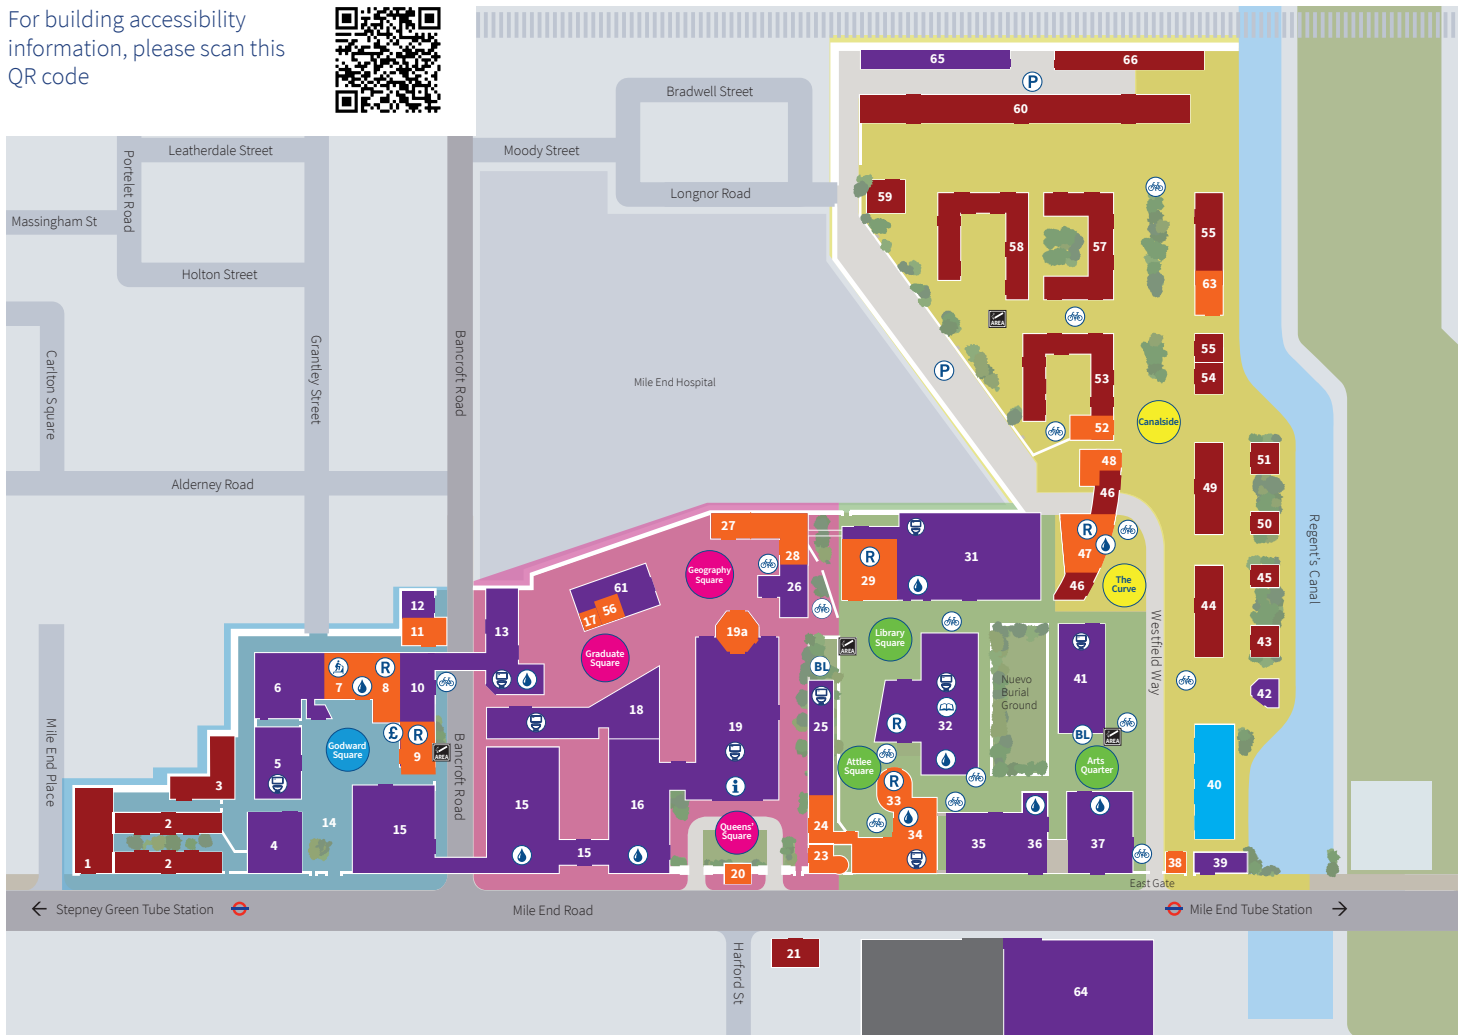 For building accessibility
information, please scan this
QR code
65
66
P
Bradwell Street
60
Leatherdale Street
Moody Street
Portelet Road
Longnor Road
59
Massingham St
55
58
57
Holton Street
63
AREA
Carlton Square
Grantley Street
Bancroft Road
55
P
54
53
Mile End Hospital
Canalside
52
51
48
Alderney Road
49
46
27
50
R
31
28
47
Regent's Canal
R
29
Geography
Square
45
The
Curve
61
26
46
12
56
17
44
11
13
19a
Library
Square
43
AREA
Graduate
Square
BL
Westfield Way
R
6
7
8
10
41
Nuevo
Burial
Ground
42
18
25
19
R
32
£
R
BL
AREA
Mile End Place
Godward
Square
9
AREA
Bancroft Road
5
Attlee
Square
Arts
Quarter
3
R
i
40
33
15
16
2
14
15
Queens'
Square
24
34
4
35
36
37
15
23
1
2
38
39
20
East Gate
Stepney Green Tube Station
Mile End Road
Mile End Tube Station
21
Harford St
64